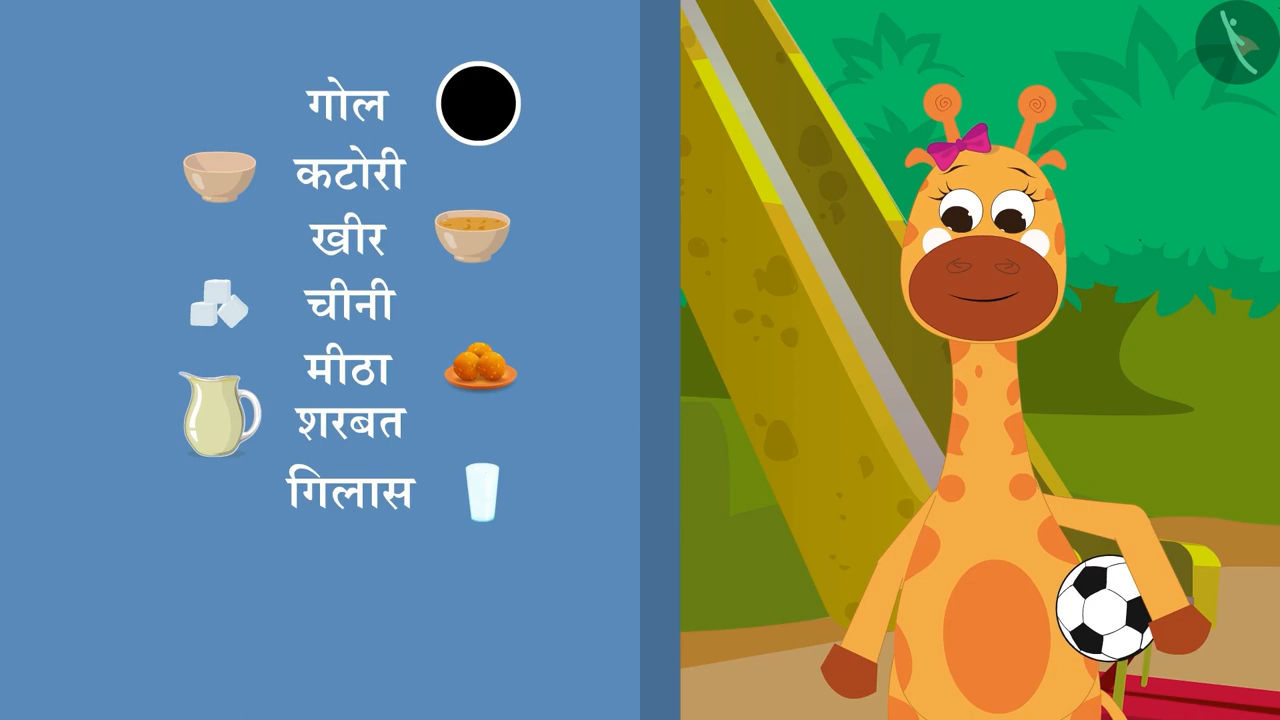 गोल
कटोरी
खीर
चीनी
मीठा
शरबत
गिलास